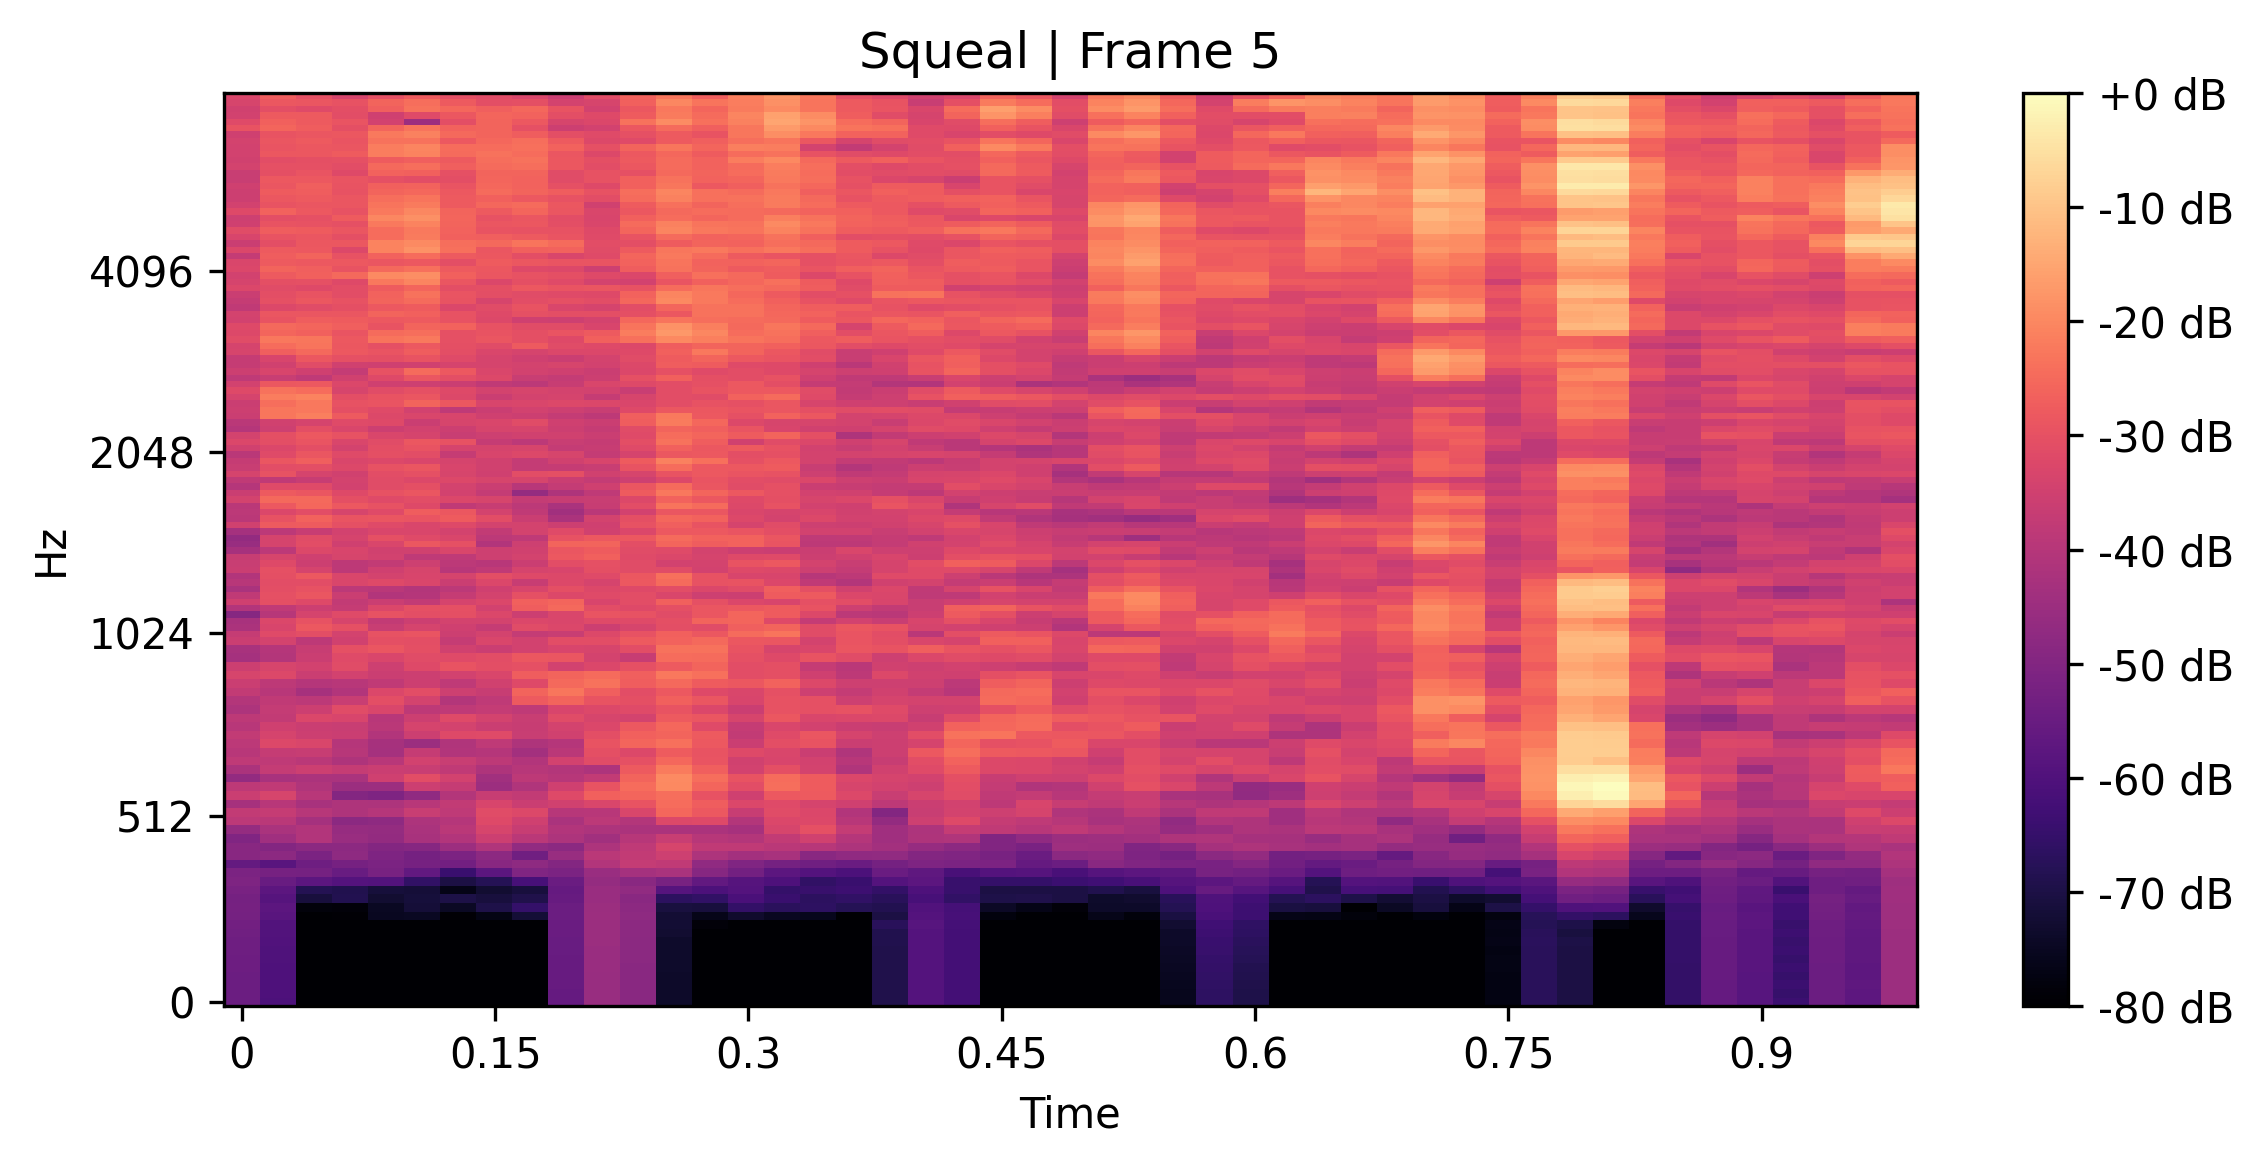 Squeal | Frame 5
Hz
4096
2048
1024
512
0
0 0.15 0.3 0.45 0.6 0.75 0.9
Time
+0 dB
-10 dB
-20 dB
-30 dB
-40 dB
-50 dB
-60 dB
-70 dB
-80 dB